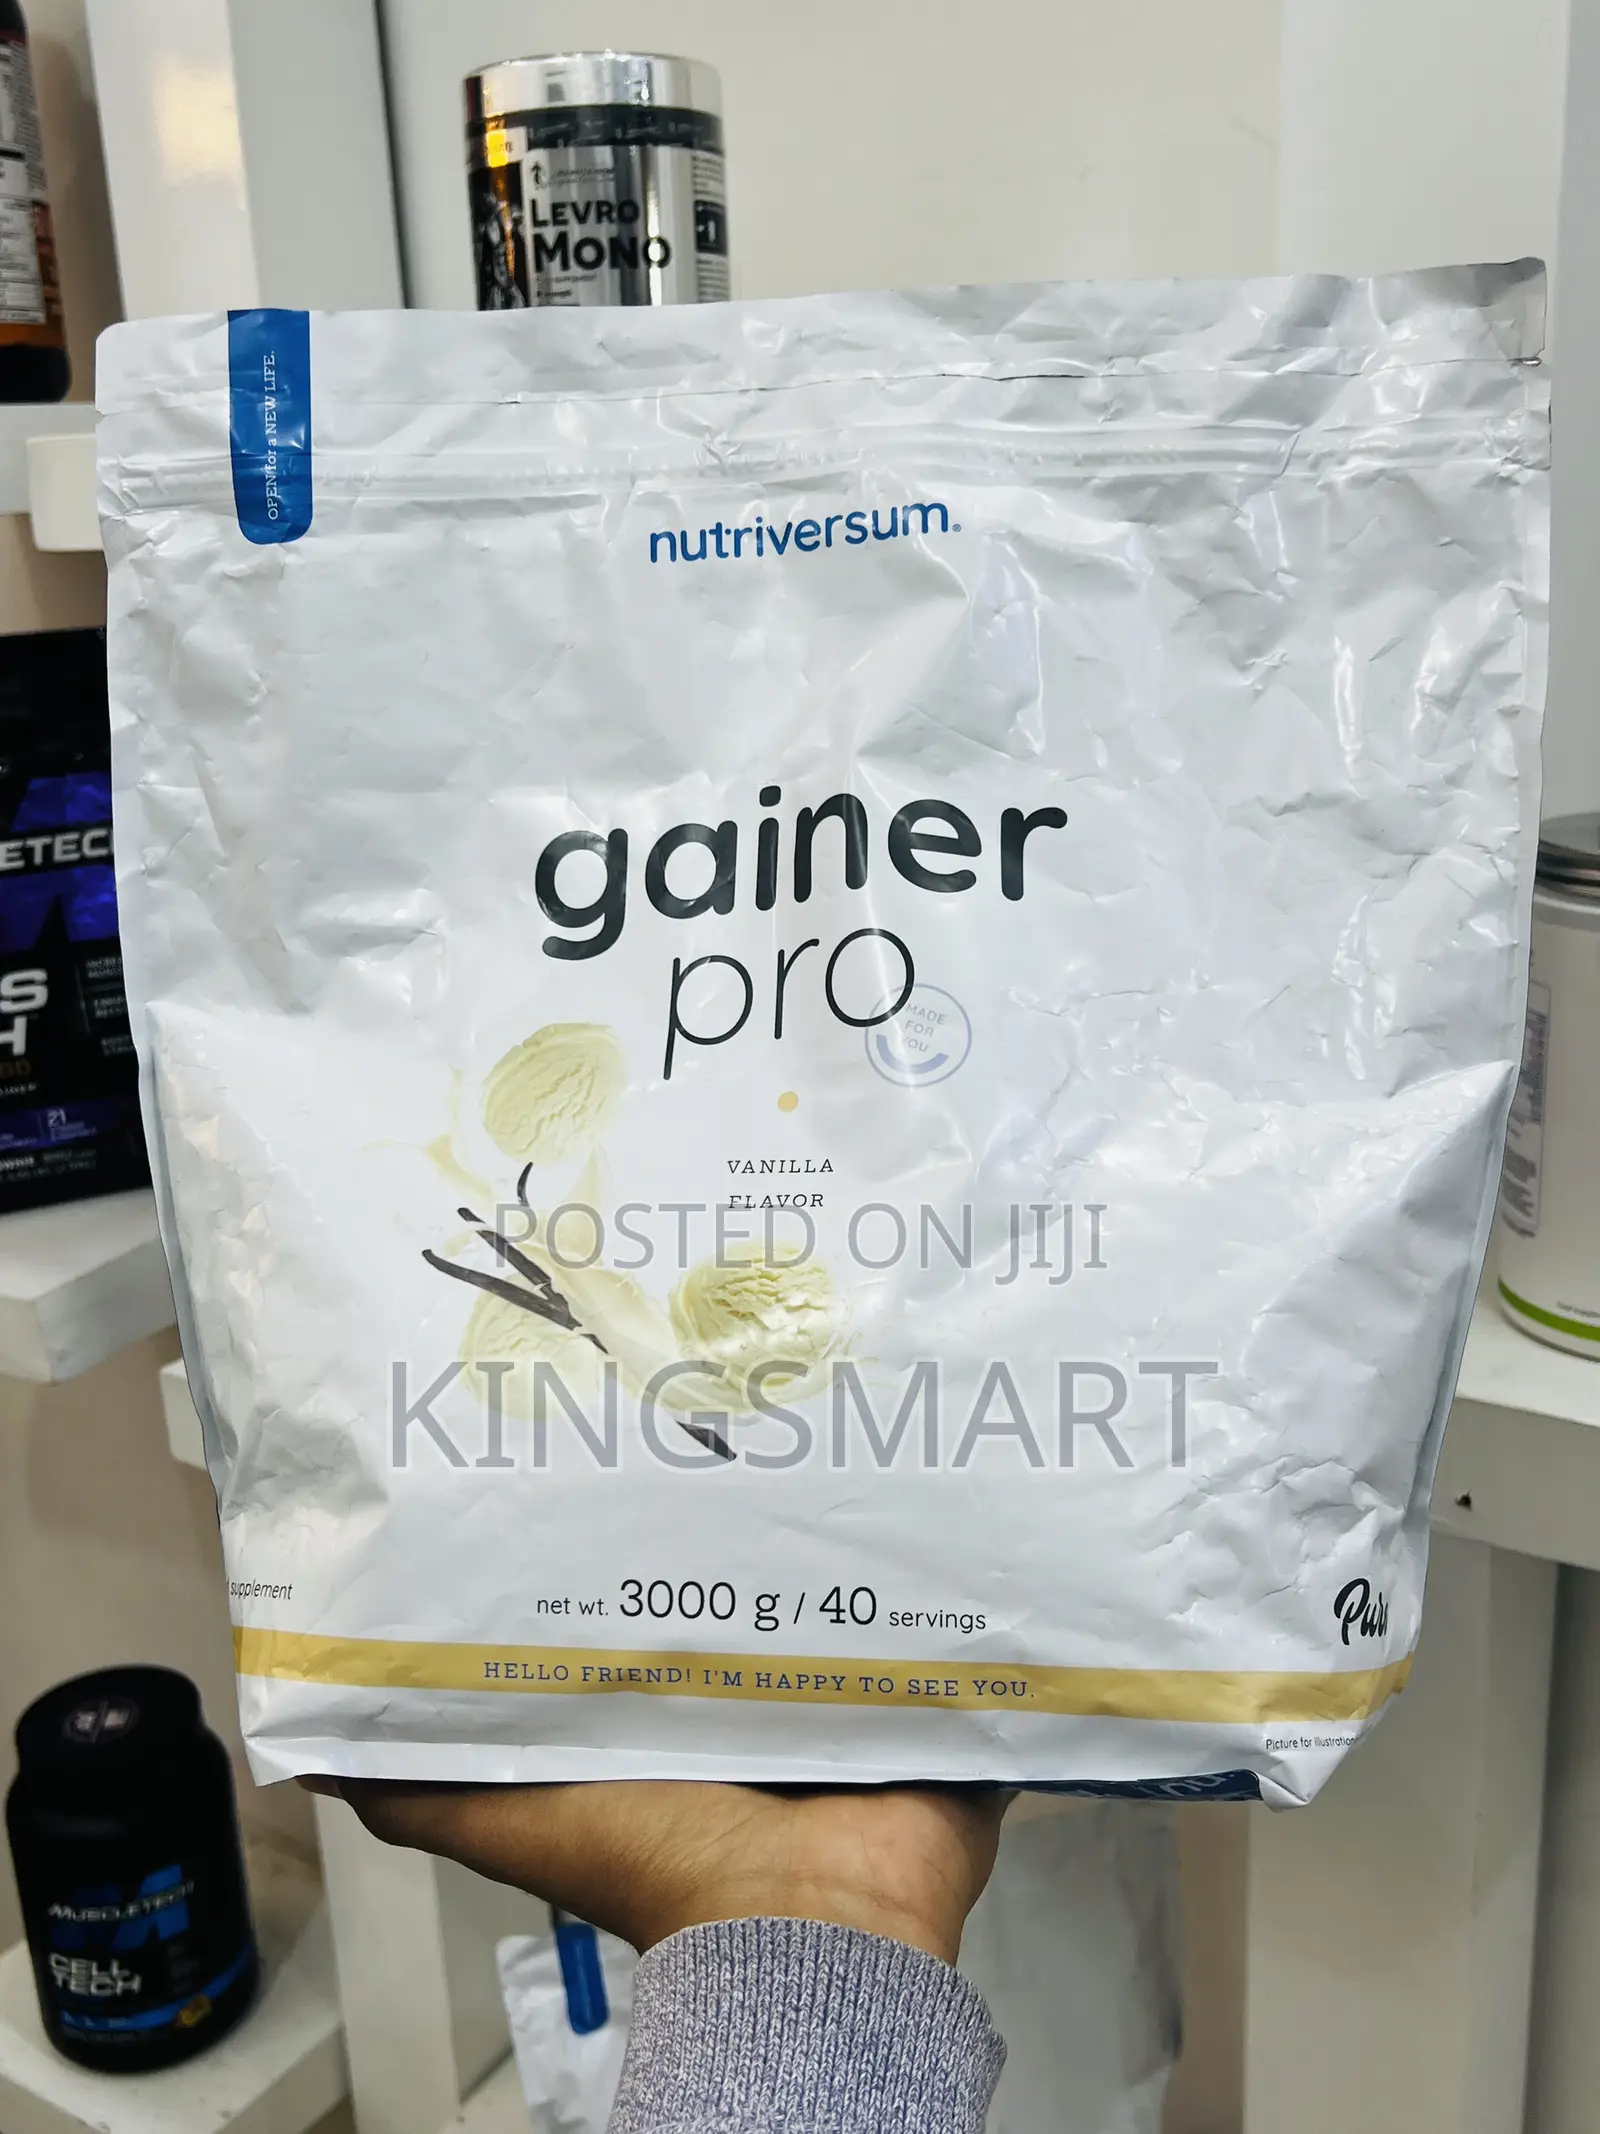 LEVRO
MONO
OPEN for a NEW LIFE.
nutriversum®
gainer
pro
MADE
FOR
YOU
VANILLA
FLAVOR
POSTED ON JIJI
KINGSMART
supplement
net wt. 3000 g / 40 servings
HELLO FRIEND! I'M HAPPY TO SEE YOU.
Picture for illustration
MUSCLETECH
CELL
TECH